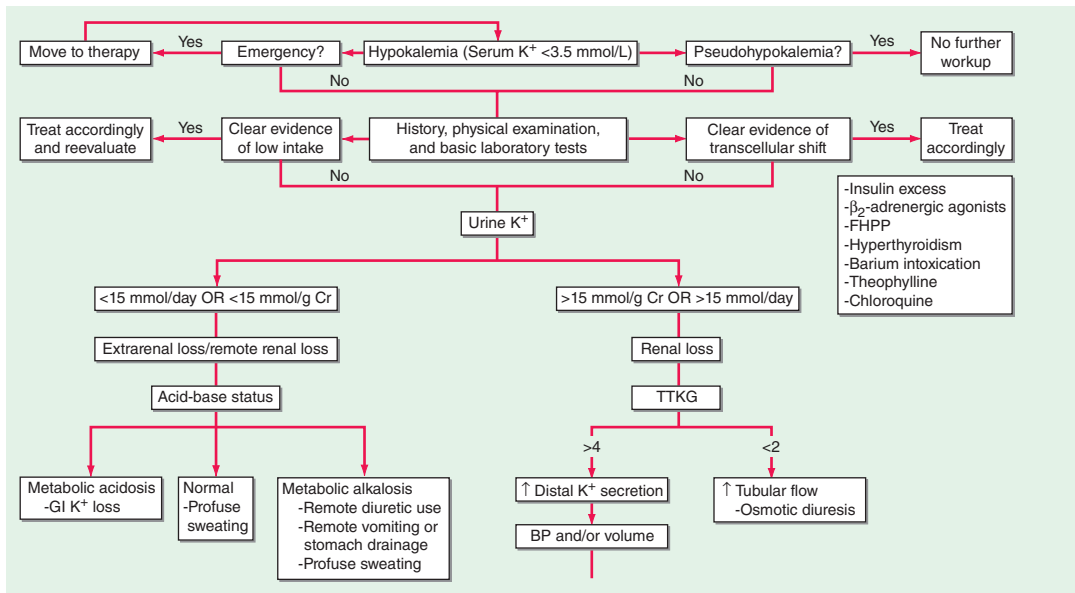 Move to therapy
Yes
Emergency?
Hypokalemia (Serum K⁺ <3.5 mmol/L)
Pseudohypokalemia?
Yes
No further
workup
No
No
Treat accordingly
and reevaluate
Yes
Clear evidence
of low intake
History, physical examination,
and basic laboratory tests
Clear evidence of
transcellular shift
Yes
Treat
accordingly
No
No
-Insulin excess
-β₂-adrenergic agonists
-FHPP
-Hyperthyroidism
-Barium intoxication
-Theophylline
-Chloroquine
Urine K⁺
<15 mmol/day OR <15 mmol/g Cr
>15 mmol/g Cr OR >15 mmol/day
Extrarenal loss/remote renal loss
Renal loss
Acid-base status
TTKG
>4
<2
Metabolic acidosis
-GI K⁺ loss
Normal
-Profuse
sweating
Metabolic alkalosis
-Remote diuretic use
-Remote vomiting or
stomach drainage
-Profuse sweating
↑ Distal K⁺ secretion
↑ Tubular flow
-Osmotic diuresis
BP and/or volume